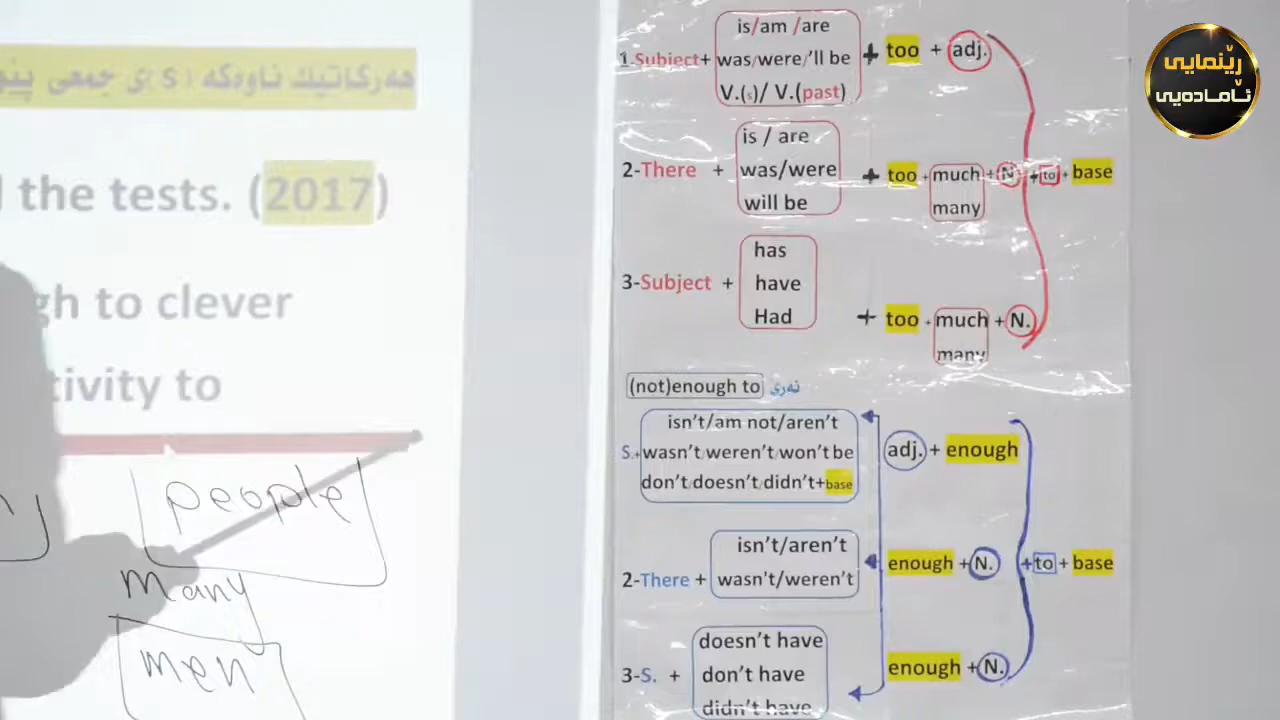 هەرکاتیك ناوەکە ( S )ی جمعی
the tests. (2017)
to clever
to
people
many
men
is/am /are
1.Subject+ was/were/'ll be + too + adj.
V.(s)/ V.(past)
is / are
2-There + was/were + too + much + N. + to + base
will be many
has
3-Subject + have
Had + too + much + N.
many
(not)enough to نەرێ
isn't/am not/aren't
S.+ wasn't/weren't/won't be adj. + enough
don't/doesn't/didn't+base
isn't/aren't
2-There + wasn't/weren't enough +N. +to + base
doesn't have
3-S. + don't have enough +N.
didn't have
رێنمایی
ئامادەیی